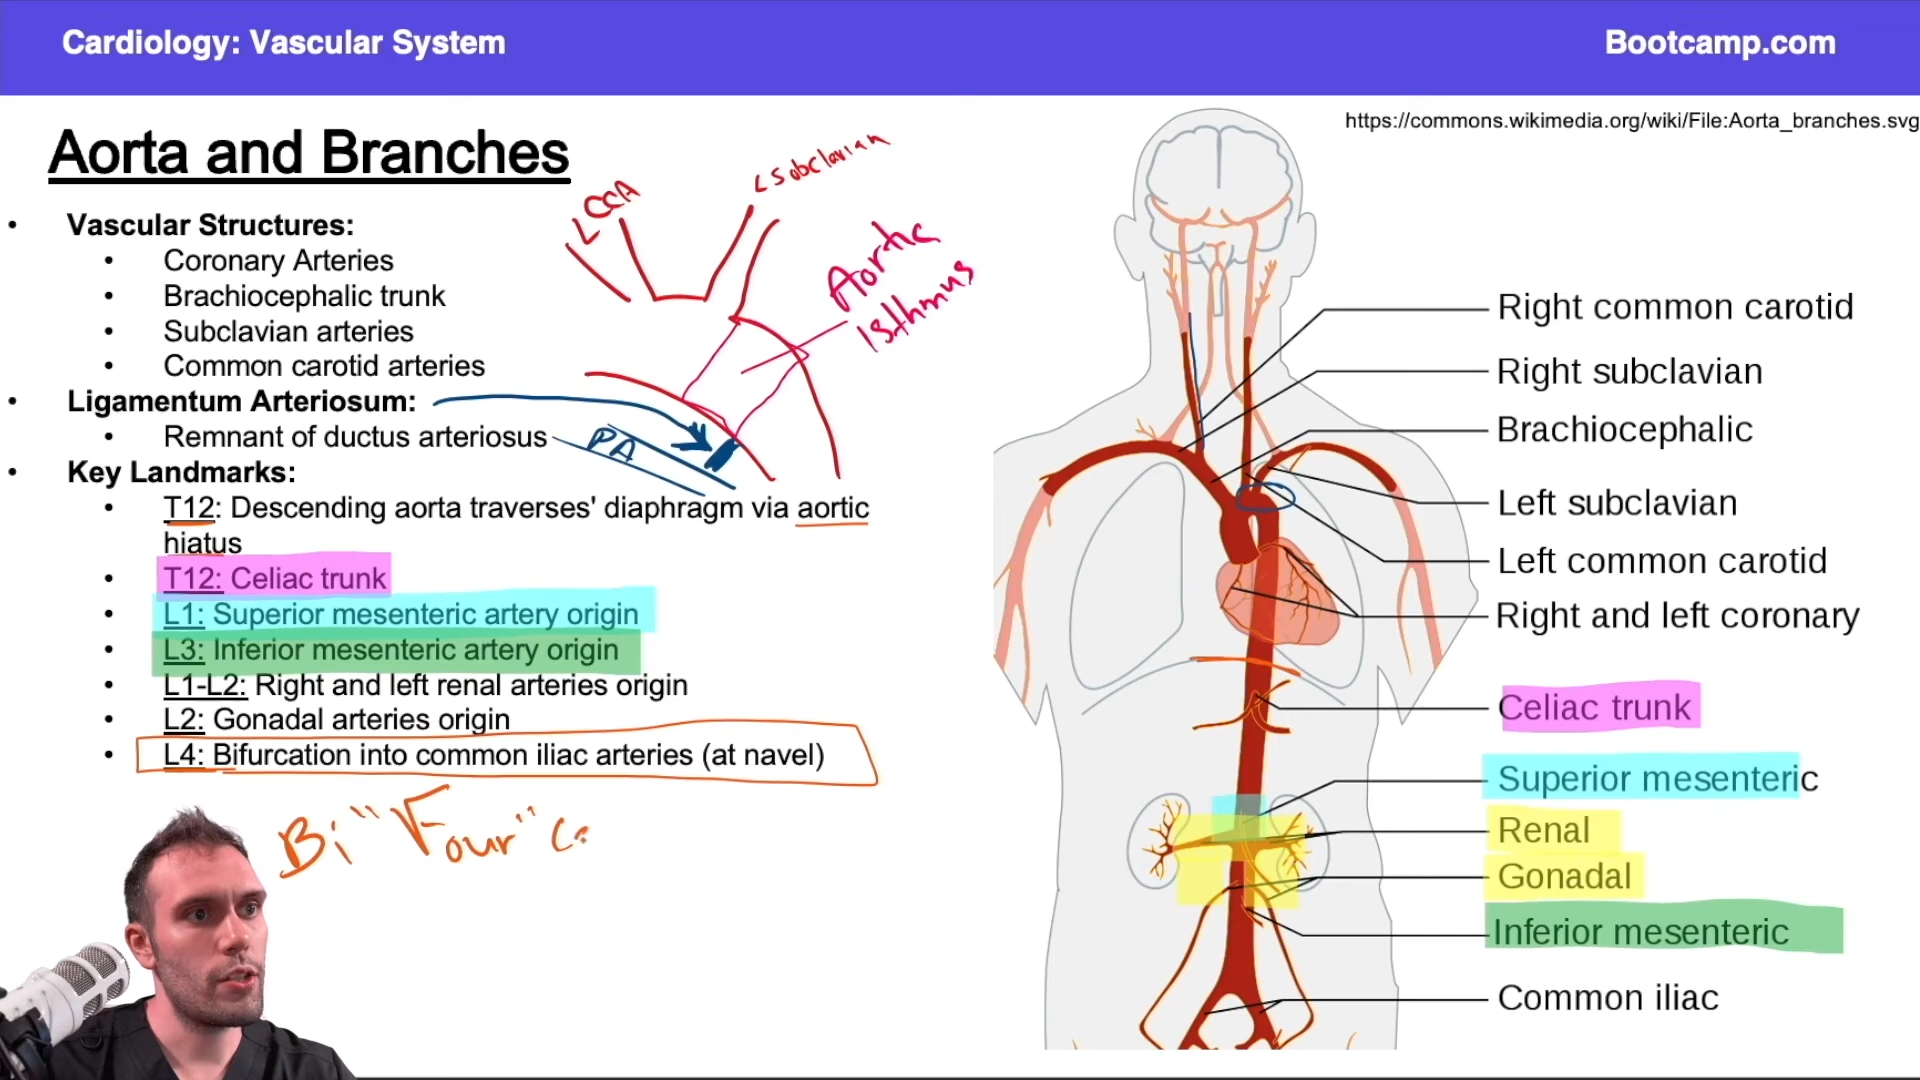 Cardiology: Vascular System
Bootcamp.com
https://commons.wikimedia.org/wiki/File:Aorta_branches.svg
Aorta and Branches
• Vascular Structures:
• Coronary Arteries
• Brachiocephalic trunk
• Subclavian arteries
• Common carotid arteries
• Ligamentum Arteriosum:
• Remnant of ductus arteriosus
• Key Landmarks:
• T12: Descending aorta traverses' diaphragm via aortic
hiatus
• T12: Celiac trunk
• L1: Superior mesenteric artery origin
• L3: Inferior mesenteric artery origin
• L1-L2: Right and left renal arteries origin
• L2: Gonadal arteries origin
• L4: Bifurcation into common iliac arteries (at navel)
LCCA
L Subclavian
Aortic
Isthmus
PA
Bi "Four" Ca
Right common carotid
Right subclavian
Brachiocephalic
Left subclavian
Left common carotid
Right and left coronary
Celiac trunk
Superior mesenteric
Renal
Gonadal
Inferior mesenteric
Common iliac